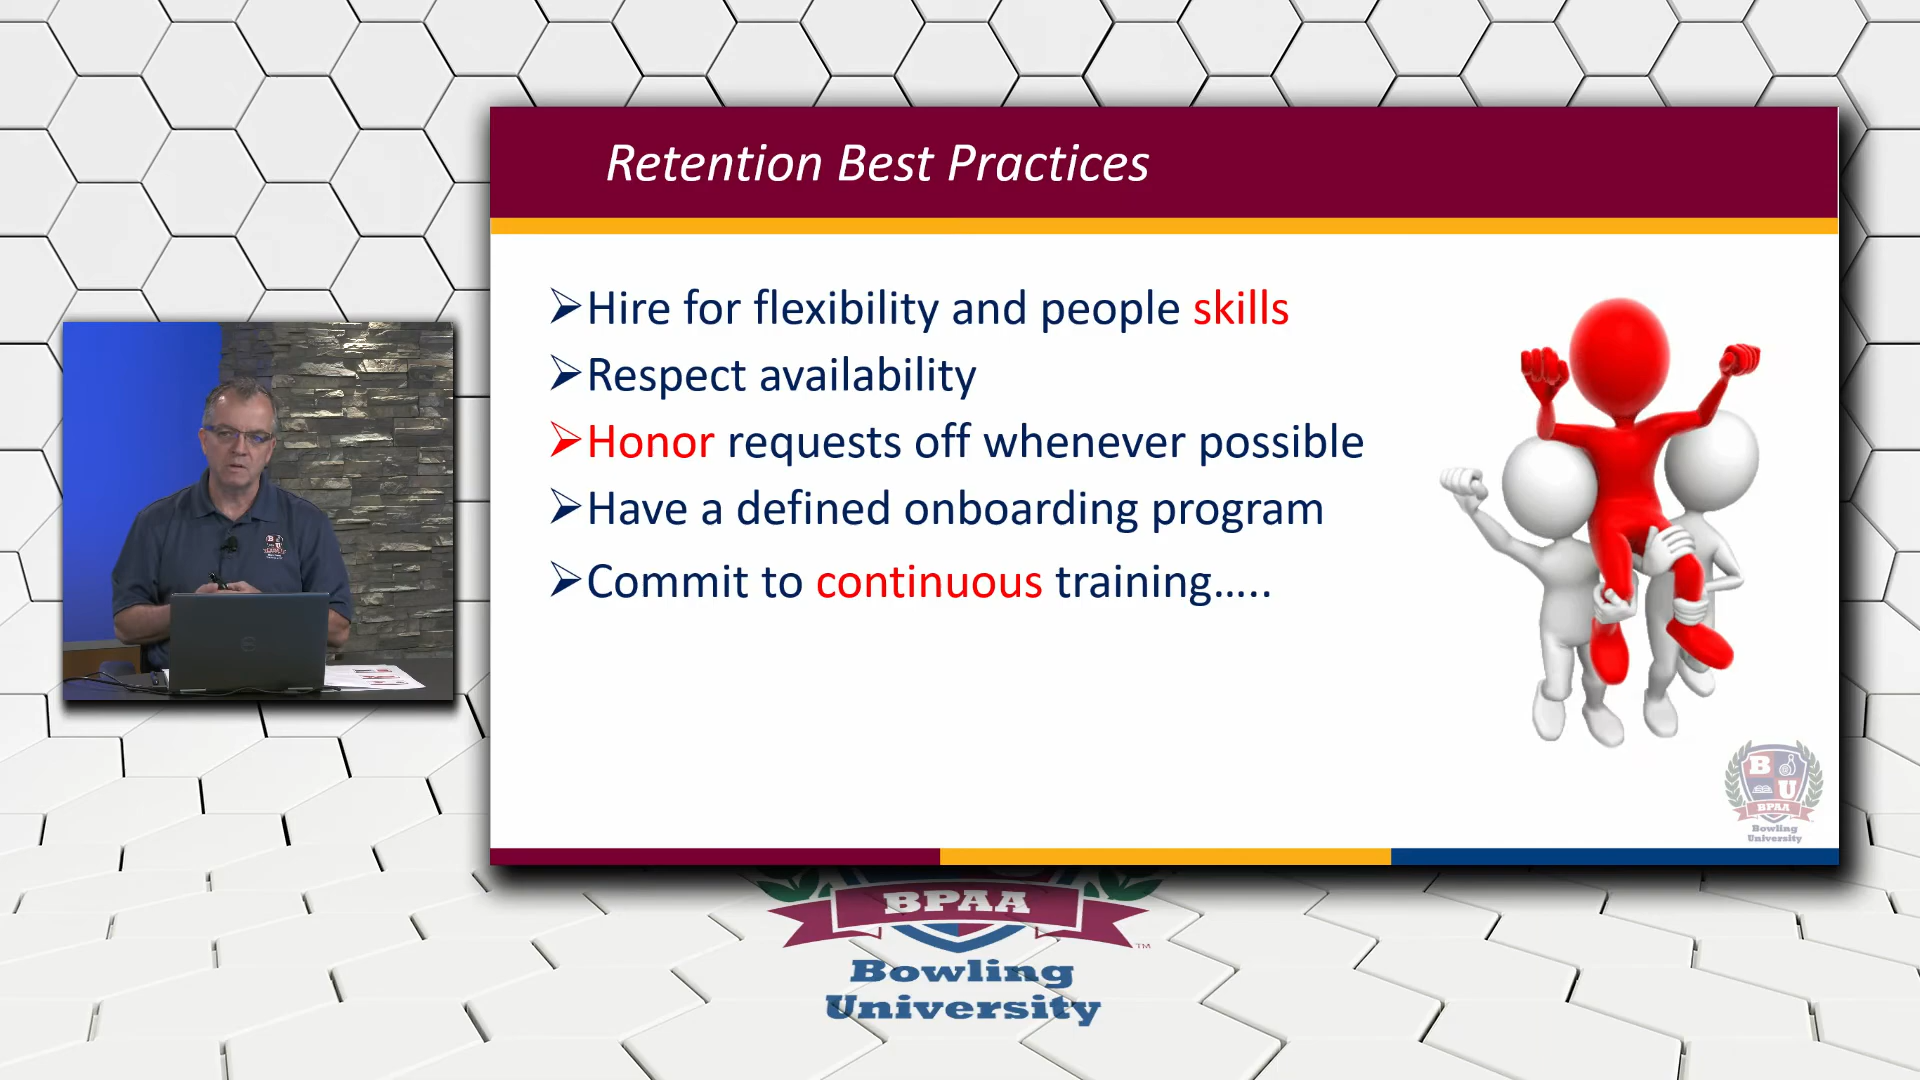 Retention Best Practices
➢Hire for flexibility and people skills
➢Respect availability
➢Honor requests off whenever possible
➢Have a defined onboarding program
➢Commit to continuous training.....
B
U
BPAA
Bowling
University
BPAA
TM
Bowling
University